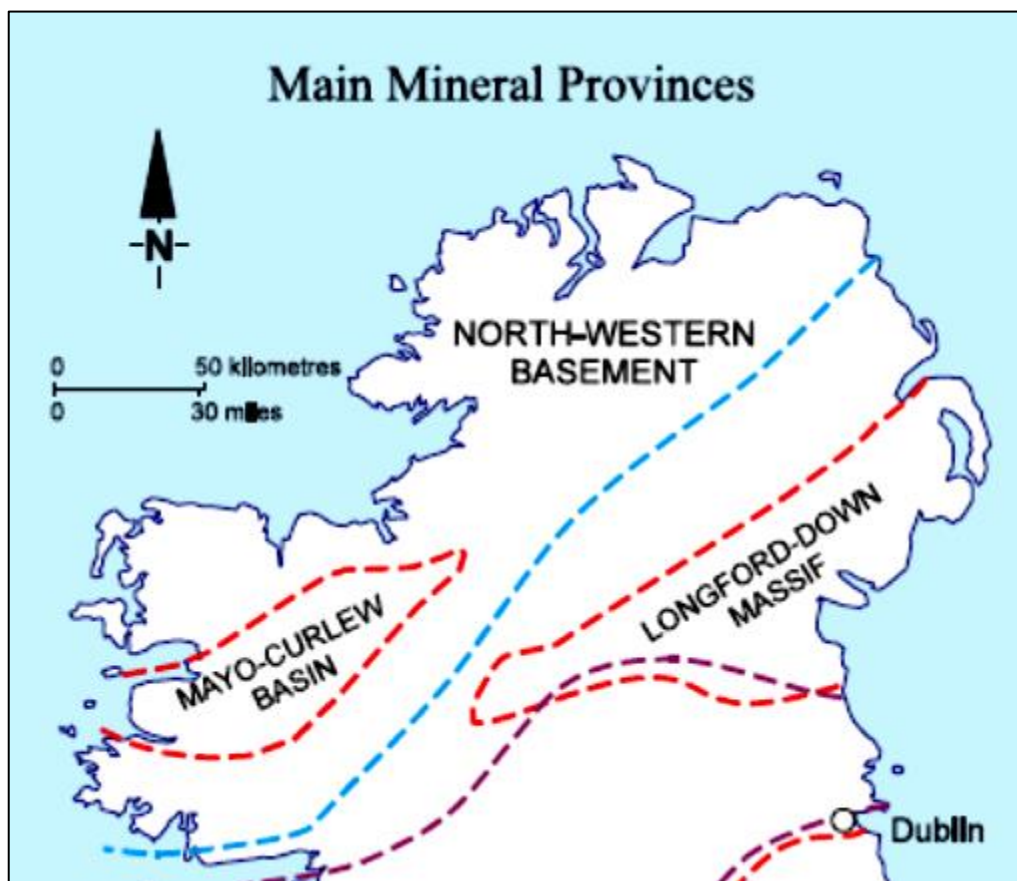 Main Mineral Provinces
N
0 50 kilometres
0 30 miles
NORTH-WESTERN
BASEMENT
LONGFORD-DOWN
MASSIF
MAYO-CURLEW
BASIN
Dublin